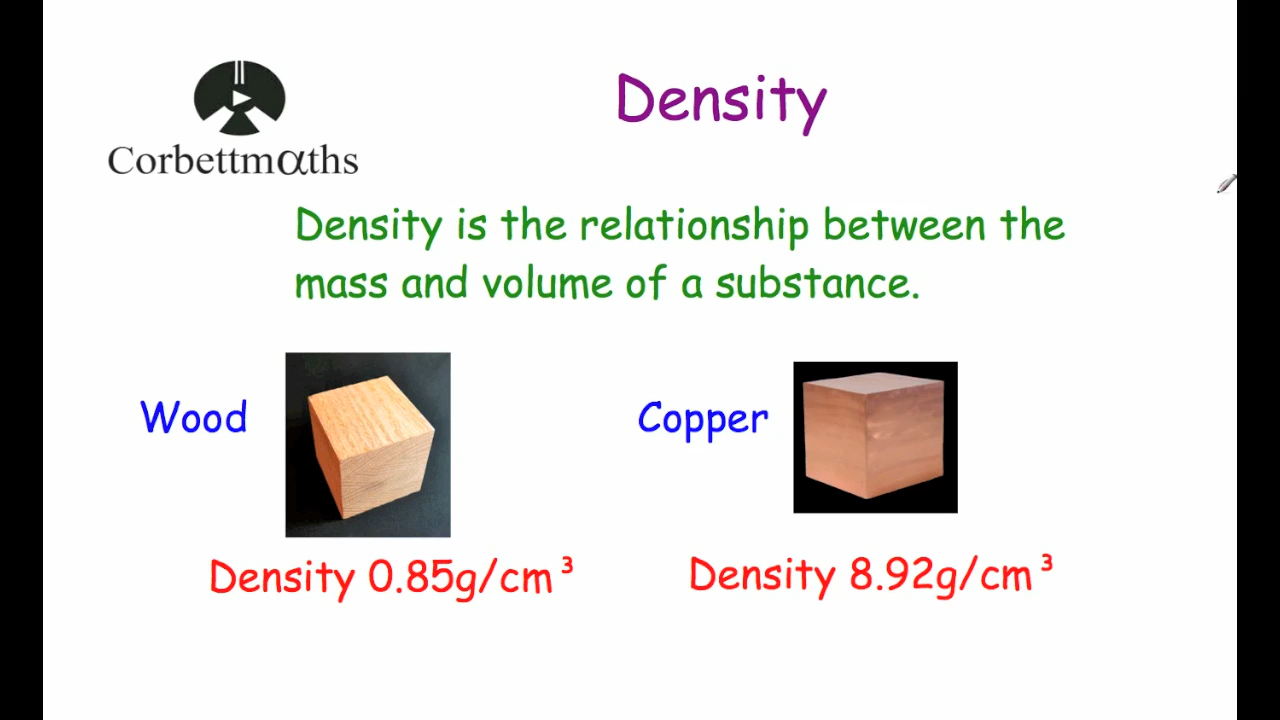 Density
Corbettmαths
Density is the relationship between the
mass and volume of a substance.
Wood
Copper
Density 0.85g/cm³
Density 8.92g/cm³